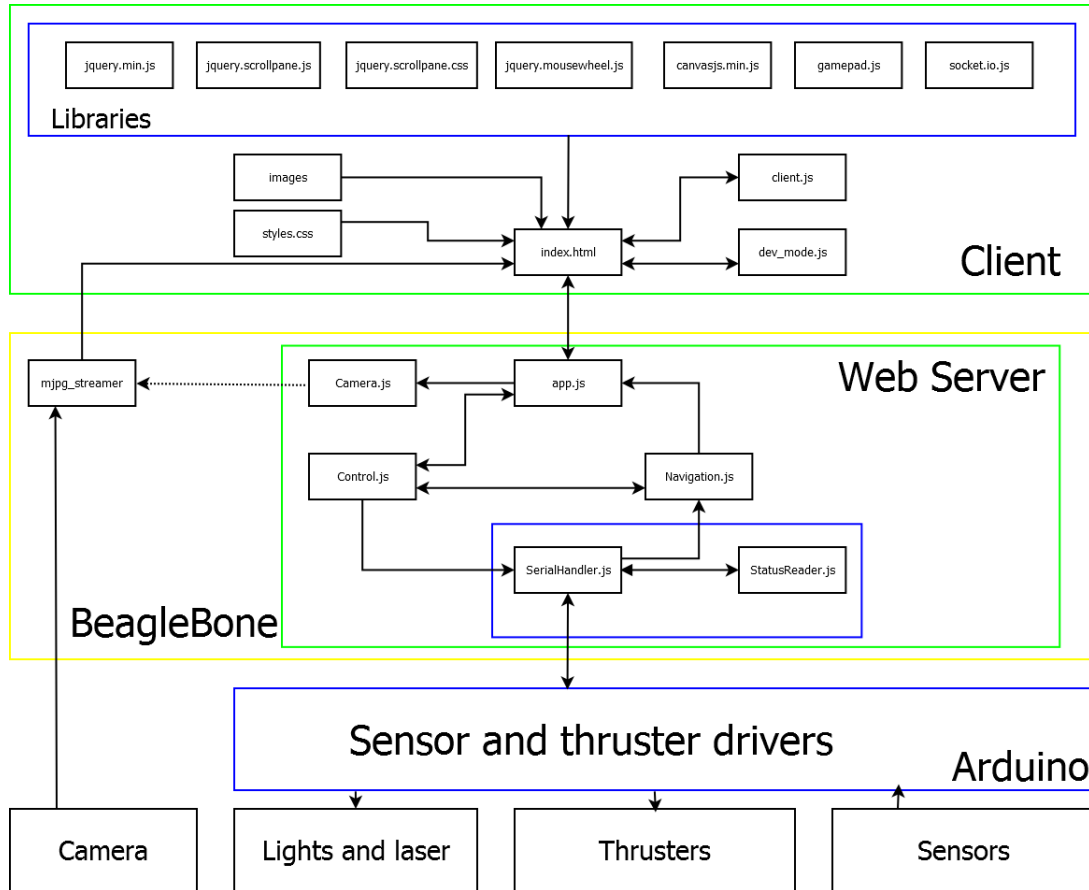 jquery.min.js
jquery.scrollpane.js
jquery.scrollpane.css
jquery.mousewheel.js
canvasjs.min.js
gamepad.js
socket.io.js
Libraries
images
client.js
styles.css
index.html
dev_mode.js
Client
mjpg_streamer
Camera.js
app.js
Web Server
Control.js
Navigation.js
SerialHandler.js
StatusReader.js
BeagleBone
Sensor and thruster drivers
Arduino
Camera
Lights and laser
Thrusters
Sensors